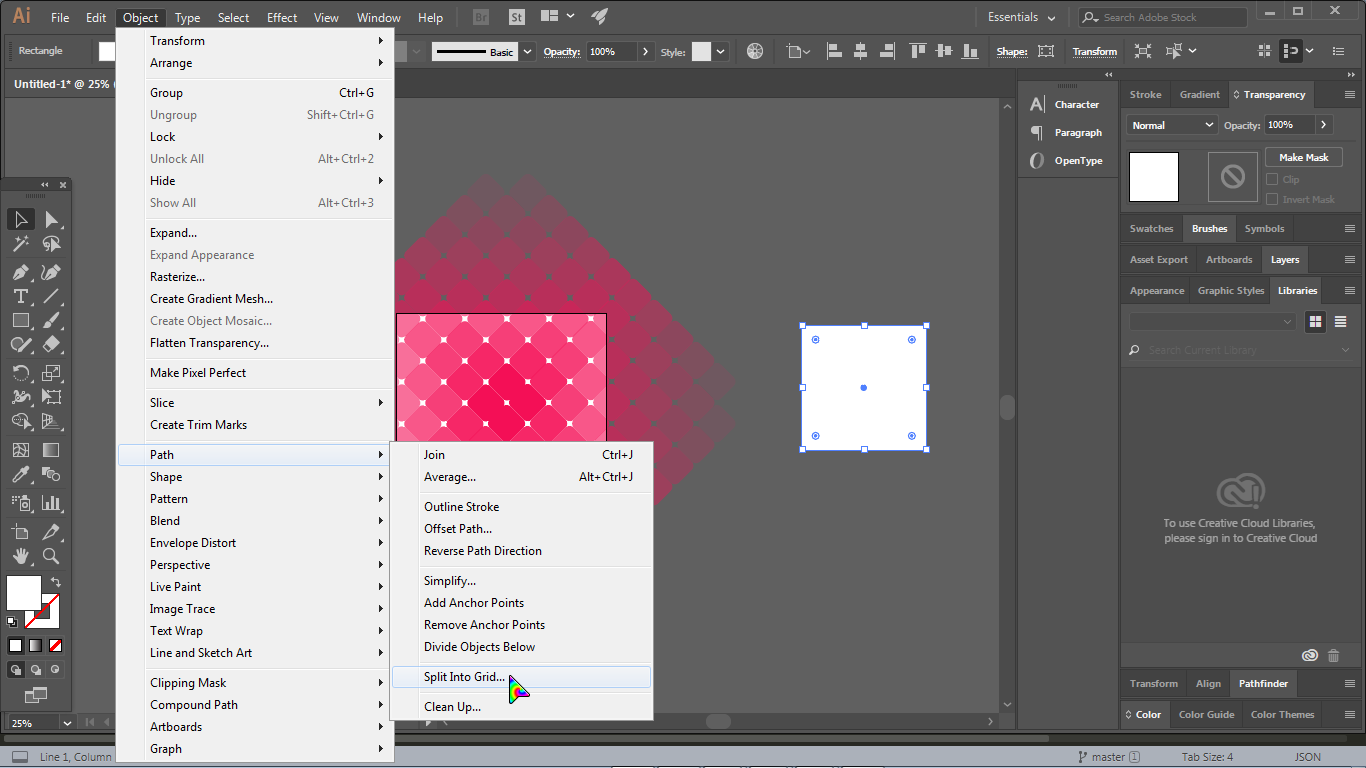 Ai File Edit Object Type Select Effect View Window Help Br St Essentials Search Adobe Stock
Rectangle Basic Opacity: 100% Style: Shape: Transform
Untitled-1* @ 25%
Transform
Arrange
Group Ctrl+G
Ungroup Shift+Ctrl+G
Lock
Unlock All Alt+Ctrl+2
Hide
Show All Alt+Ctrl+3
Expand...
Expand Appearance
Rasterize...
Create Gradient Mesh...
Create Object Mosaic...
Flatten Transparency...
Make Pixel Perfect
Slice
Create Trim Marks
Path
Shape
Pattern
Blend
Envelope Distort
Perspective
Live Paint
Image Trace
Text Wrap
Line and Sketch Art
Clipping Mask
Compound Path
Artboards
Graph
Join Ctrl+J
Average... Alt+Ctrl+J
Outline Stroke
Offset Path...
Reverse Path Direction
Simplify...
Add Anchor Points
Remove Anchor Points
Divide Objects Below
Split Into Grid...
Clean Up...
Character
Paragraph
OpenType
Stroke Gradient Transparency
Normal Opacity: 100%
Make Mask
Clip
Invert Mask
Swatches Brushes Symbols
Asset Export Artboards Layers
Appearance Graphic Styles Libraries
Search Current Library
To use Creative Cloud Libraries,
please sign in to Creative Cloud
Transform Align Pathfinder
Color Color Guide Color Themes
25%
Line 1, Column master 1 Tab Size: 4 JSON